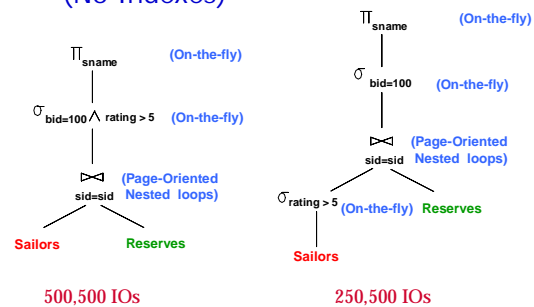 (No Indexes)
∏ sname (On-the-fly)
σ bid=100 ∧ rating > 5 (On-the-fly)
⋈ (Page-Oriented
sid=sid Nested loops)
Sailors Reserves
500,500 IOs
∏ sname (On-the-fly)
σ bid=100 (On-the-fly)
⋈ (Page-Oriented
sid=sid Nested loops)
σ rating > 5 (On-the-fly) Reserves
Sailors
250,500 IOs